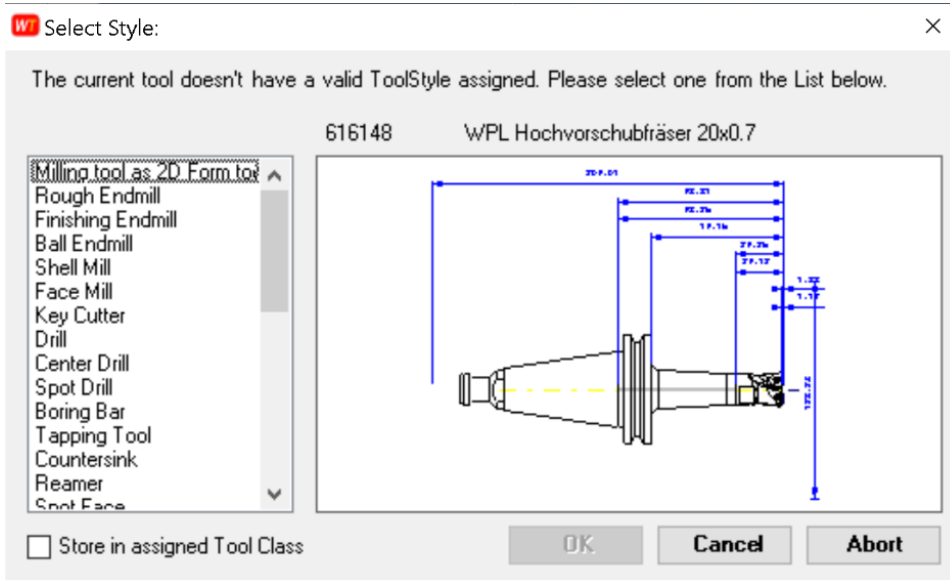 WT Select Style:
The current tool doesn't have a valid ToolStyle assigned. Please select one from the List below.
616148 WPL Hochvorschubfräser 20x0.7
Milling tool as 2D Form
Rough Endmill
Finishing Endmill
Ball Endmill
Shell Mill
Face Mill
Key Cutter
Drill
Center Drill
Spot Drill
Boring Bar
Tapping Tool
Countersink
Reamer
Spot Face
Store in assigned Tool Class
OK
Cancel
Abort